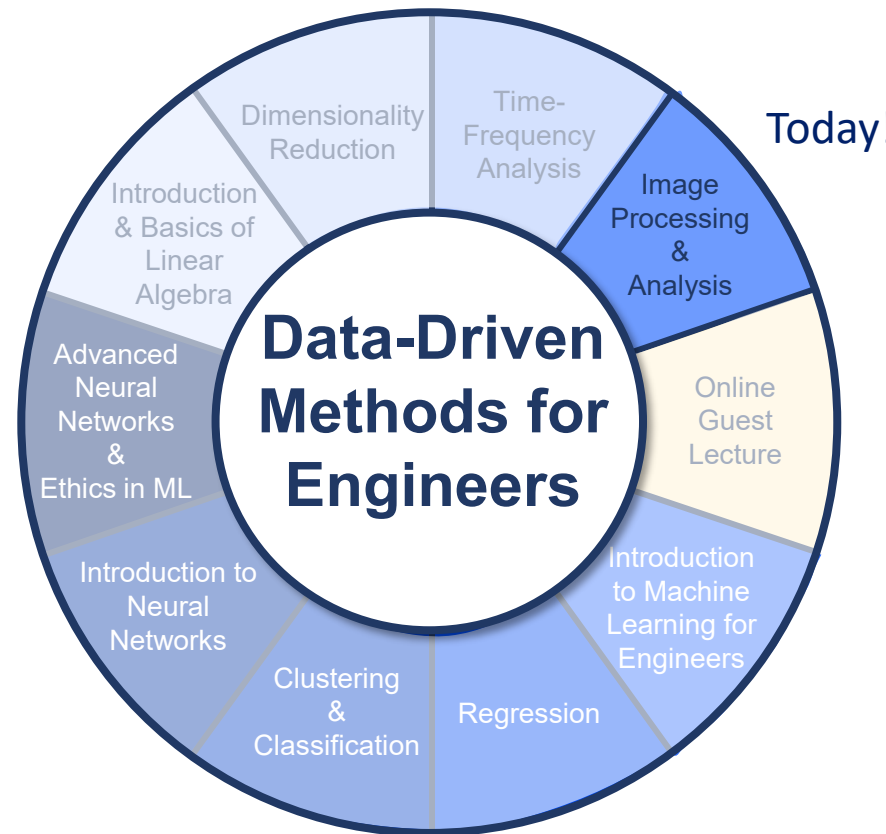 Data-Driven
Methods for
Engineers
Introduction
& Basics of
Linear
Algebra
Dimensionality
Reduction
Time-
Frequency
Analysis
Today!
Image
Processing
&
Analysis
Online
Guest
Lecture
Introduction
to Machine
Learning for
Engineers
Regression
Clustering
&
Classification
Introduction to
Neural
Networks
Advanced
Neural
Networks
&
Ethics in ML